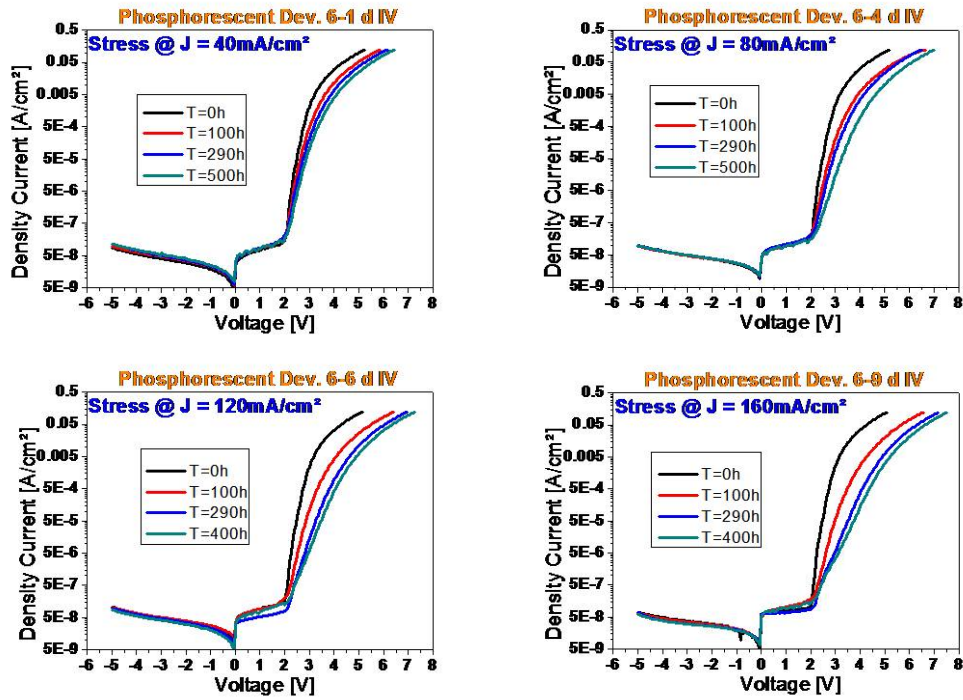 Phosphorescent Dev. 6-1 d IV
Stress @ J = 40mA/cm²
Density Current [A/cm²]
0.5
0.05
0.005
5E-4
5E-5
5E-6
5E-7
5E-8
5E-9
T=0h
T=100h
T=290h
T=500h
-6 -5 -4 -3 -2 -1 0 1 2 3 4 5 6 7 8
Voltage [V]
Phosphorescent Dev. 6-4 d IV
Stress @ J = 80mA/cm²
Density Current [A/cm²]
0.5
0.05
0.005
5E-4
5E-5
5E-6
5E-7
5E-8
5E-9
T=0h
T=100h
T=290h
T=500h
-6 -5 -4 -3 -2 -1 0 1 2 3 4 5 6 7 8
Voltage [V]
Phosphorescent Dev. 6-6 d IV
Stress @ J = 120mA/cm²
Density Current [A/cm²]
0.5
0.05
0.005
5E-4
5E-5
5E-6
5E-7
5E-8
5E-9
T=0h
T=100h
T=290h
T=400h
-6 -5 -4 -3 -2 -1 0 1 2 3 4 5 6 7 8
Voltage [V]
Phosphorescent Dev. 6-9 d IV
Stress @ J = 160mA/cm²
Density Current [A/cm²]
0.5
0.05
0.005
5E-4
5E-5
5E-6
5E-7
5E-8
5E-9
T=0h
T=100h
T=290h
T=400h
-6 -5 -4 -3 -2 -1 0 1 2 3 4 5 6 7 8
Voltage [V]